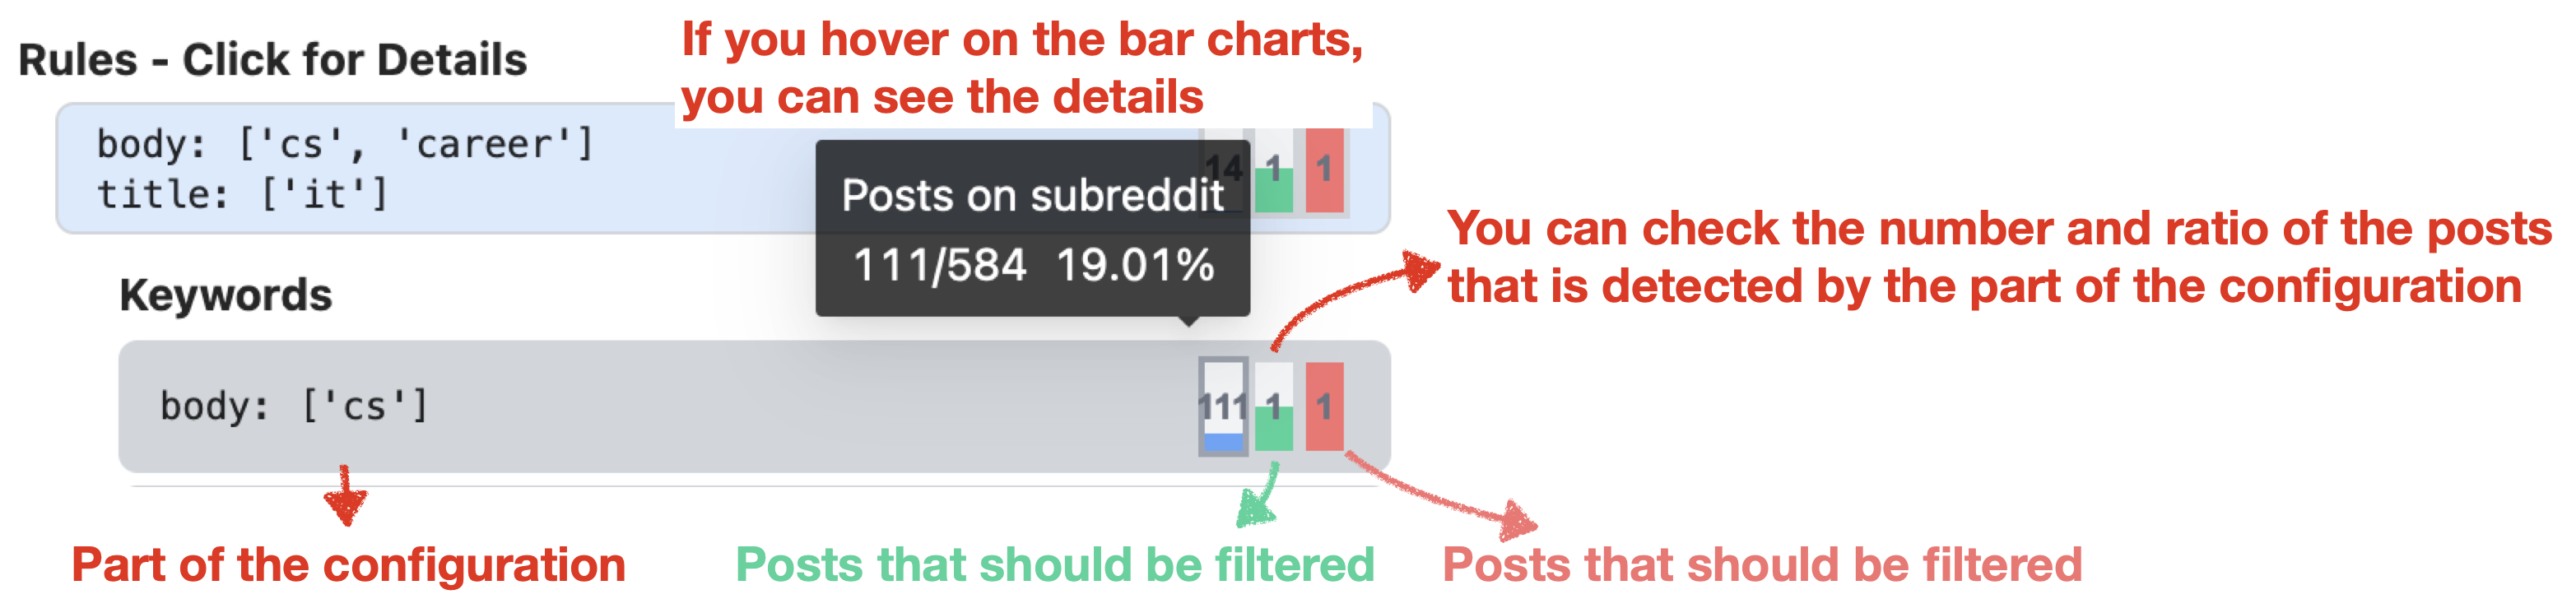 If you hover on the bar charts,
you can see the details
Rules - Click for Details
body: ['cs', 'career']
title: ['it']
14 1 1
Posts on subreddit
111/584 19.01%
You can check the number and ratio of the posts
that is detected by the part of the configuration
Keywords
body: ['cs']
111 1 1
Part of the configuration
Posts that should be filtered
Posts that should be filtered